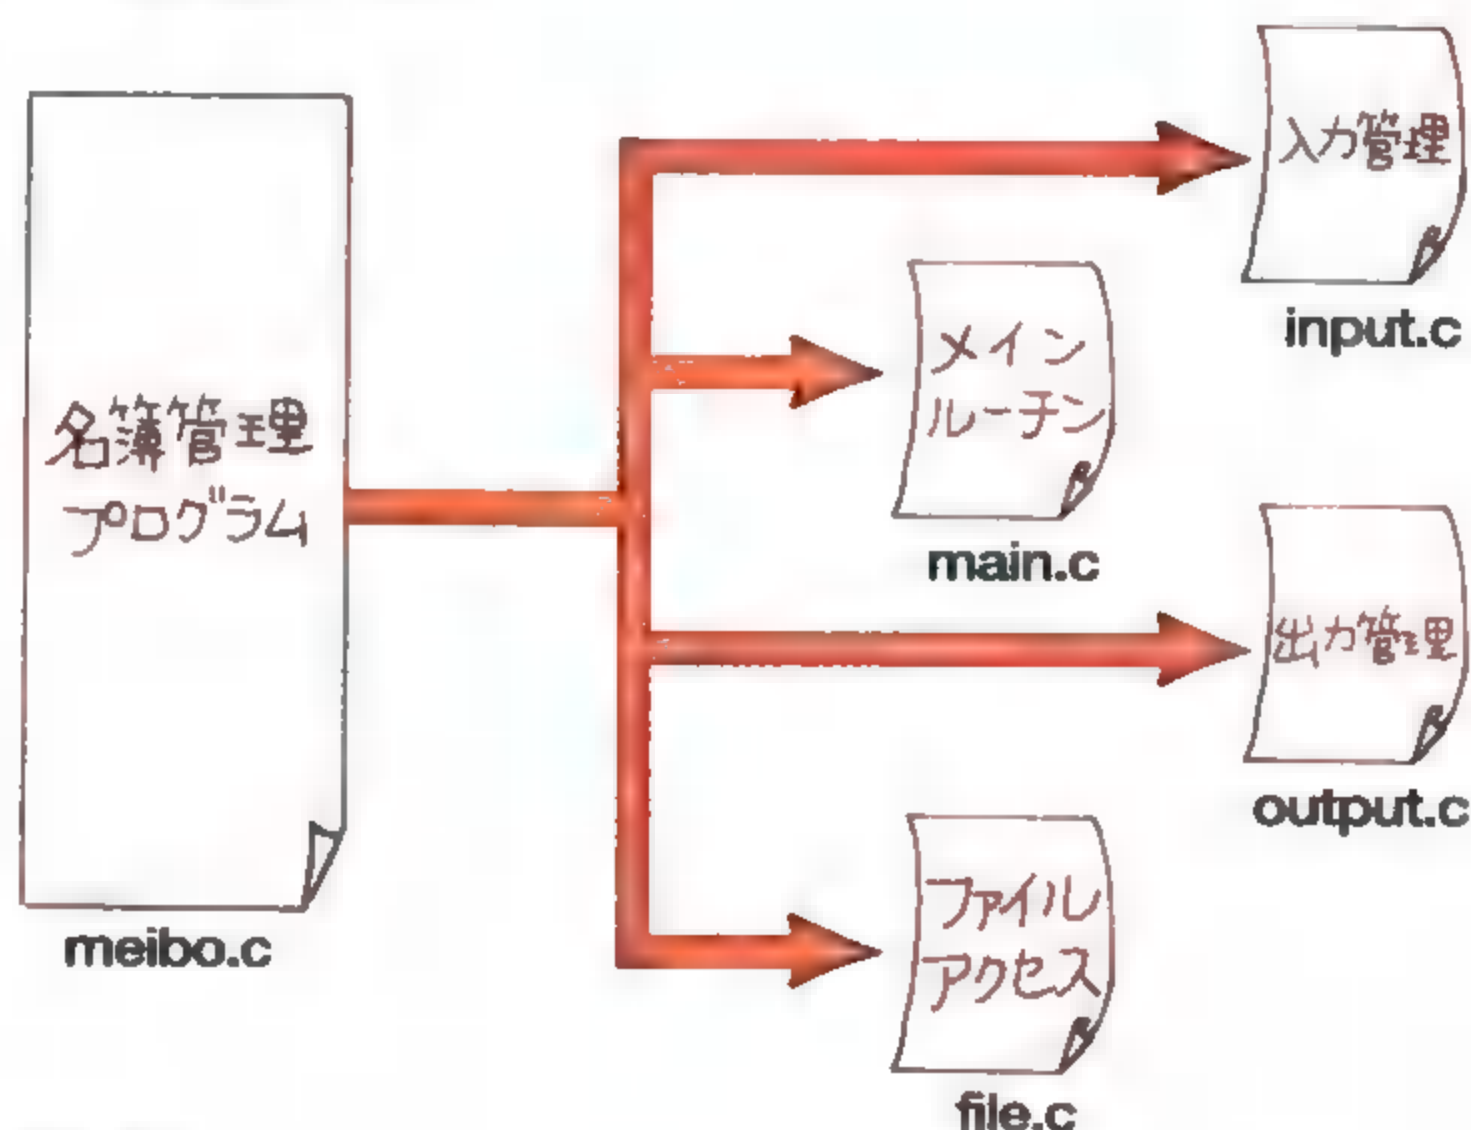 名簿管理
プログラム
meibo.c
入力管理
input.c
メイン
ルーチン
main.c
出力管理
output.c
ファイル
アクセス
file.c